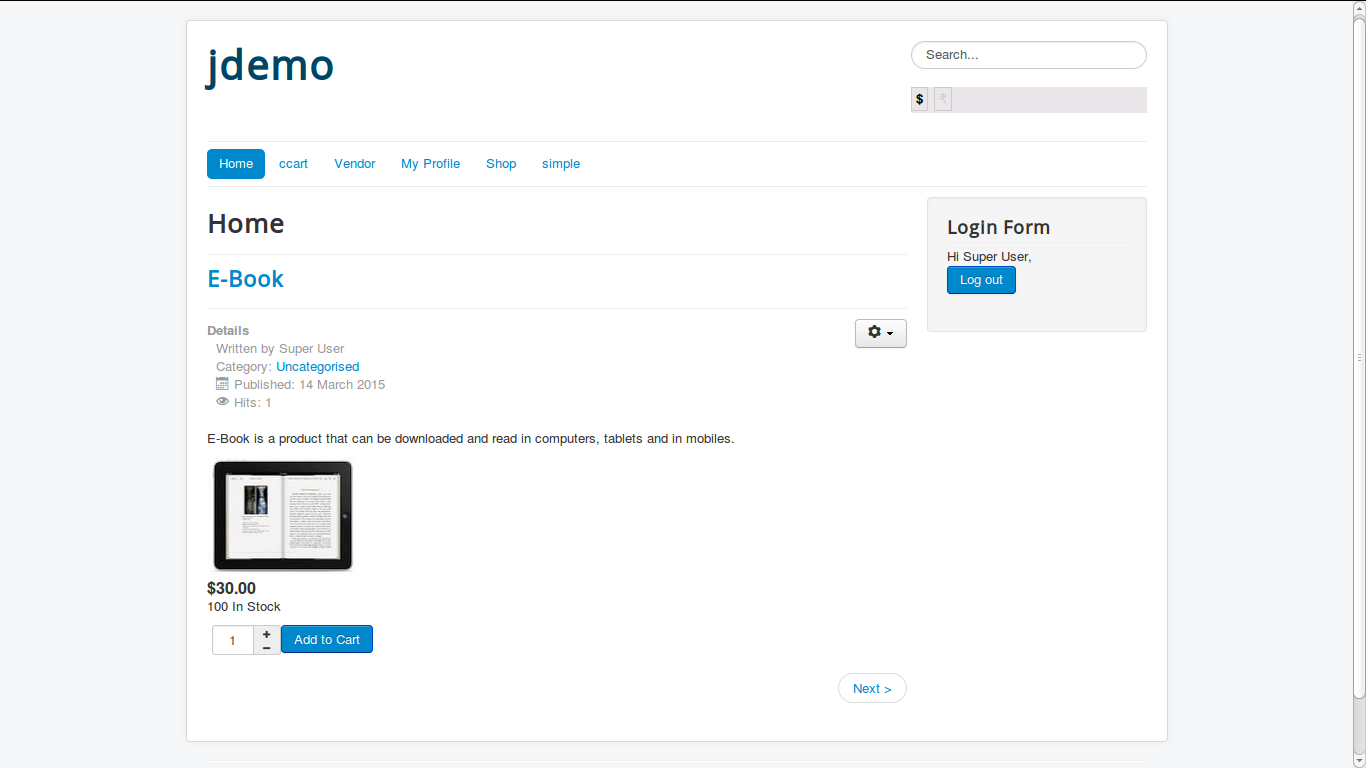 jdemo
Search...
$ ₹
Home ccart Vendor My Profile Shop simple
Home
Login Form
Hi Super User,
Log out
E-Book
Details
Written by Super User
Category: Uncategorised
Published: 14 March 2015
Hits: 1
E-Book is a product that can be downloaded and read in computers, tablets and in mobiles.
$30.00
100 In Stock
1 + − Add to Cart
Next >